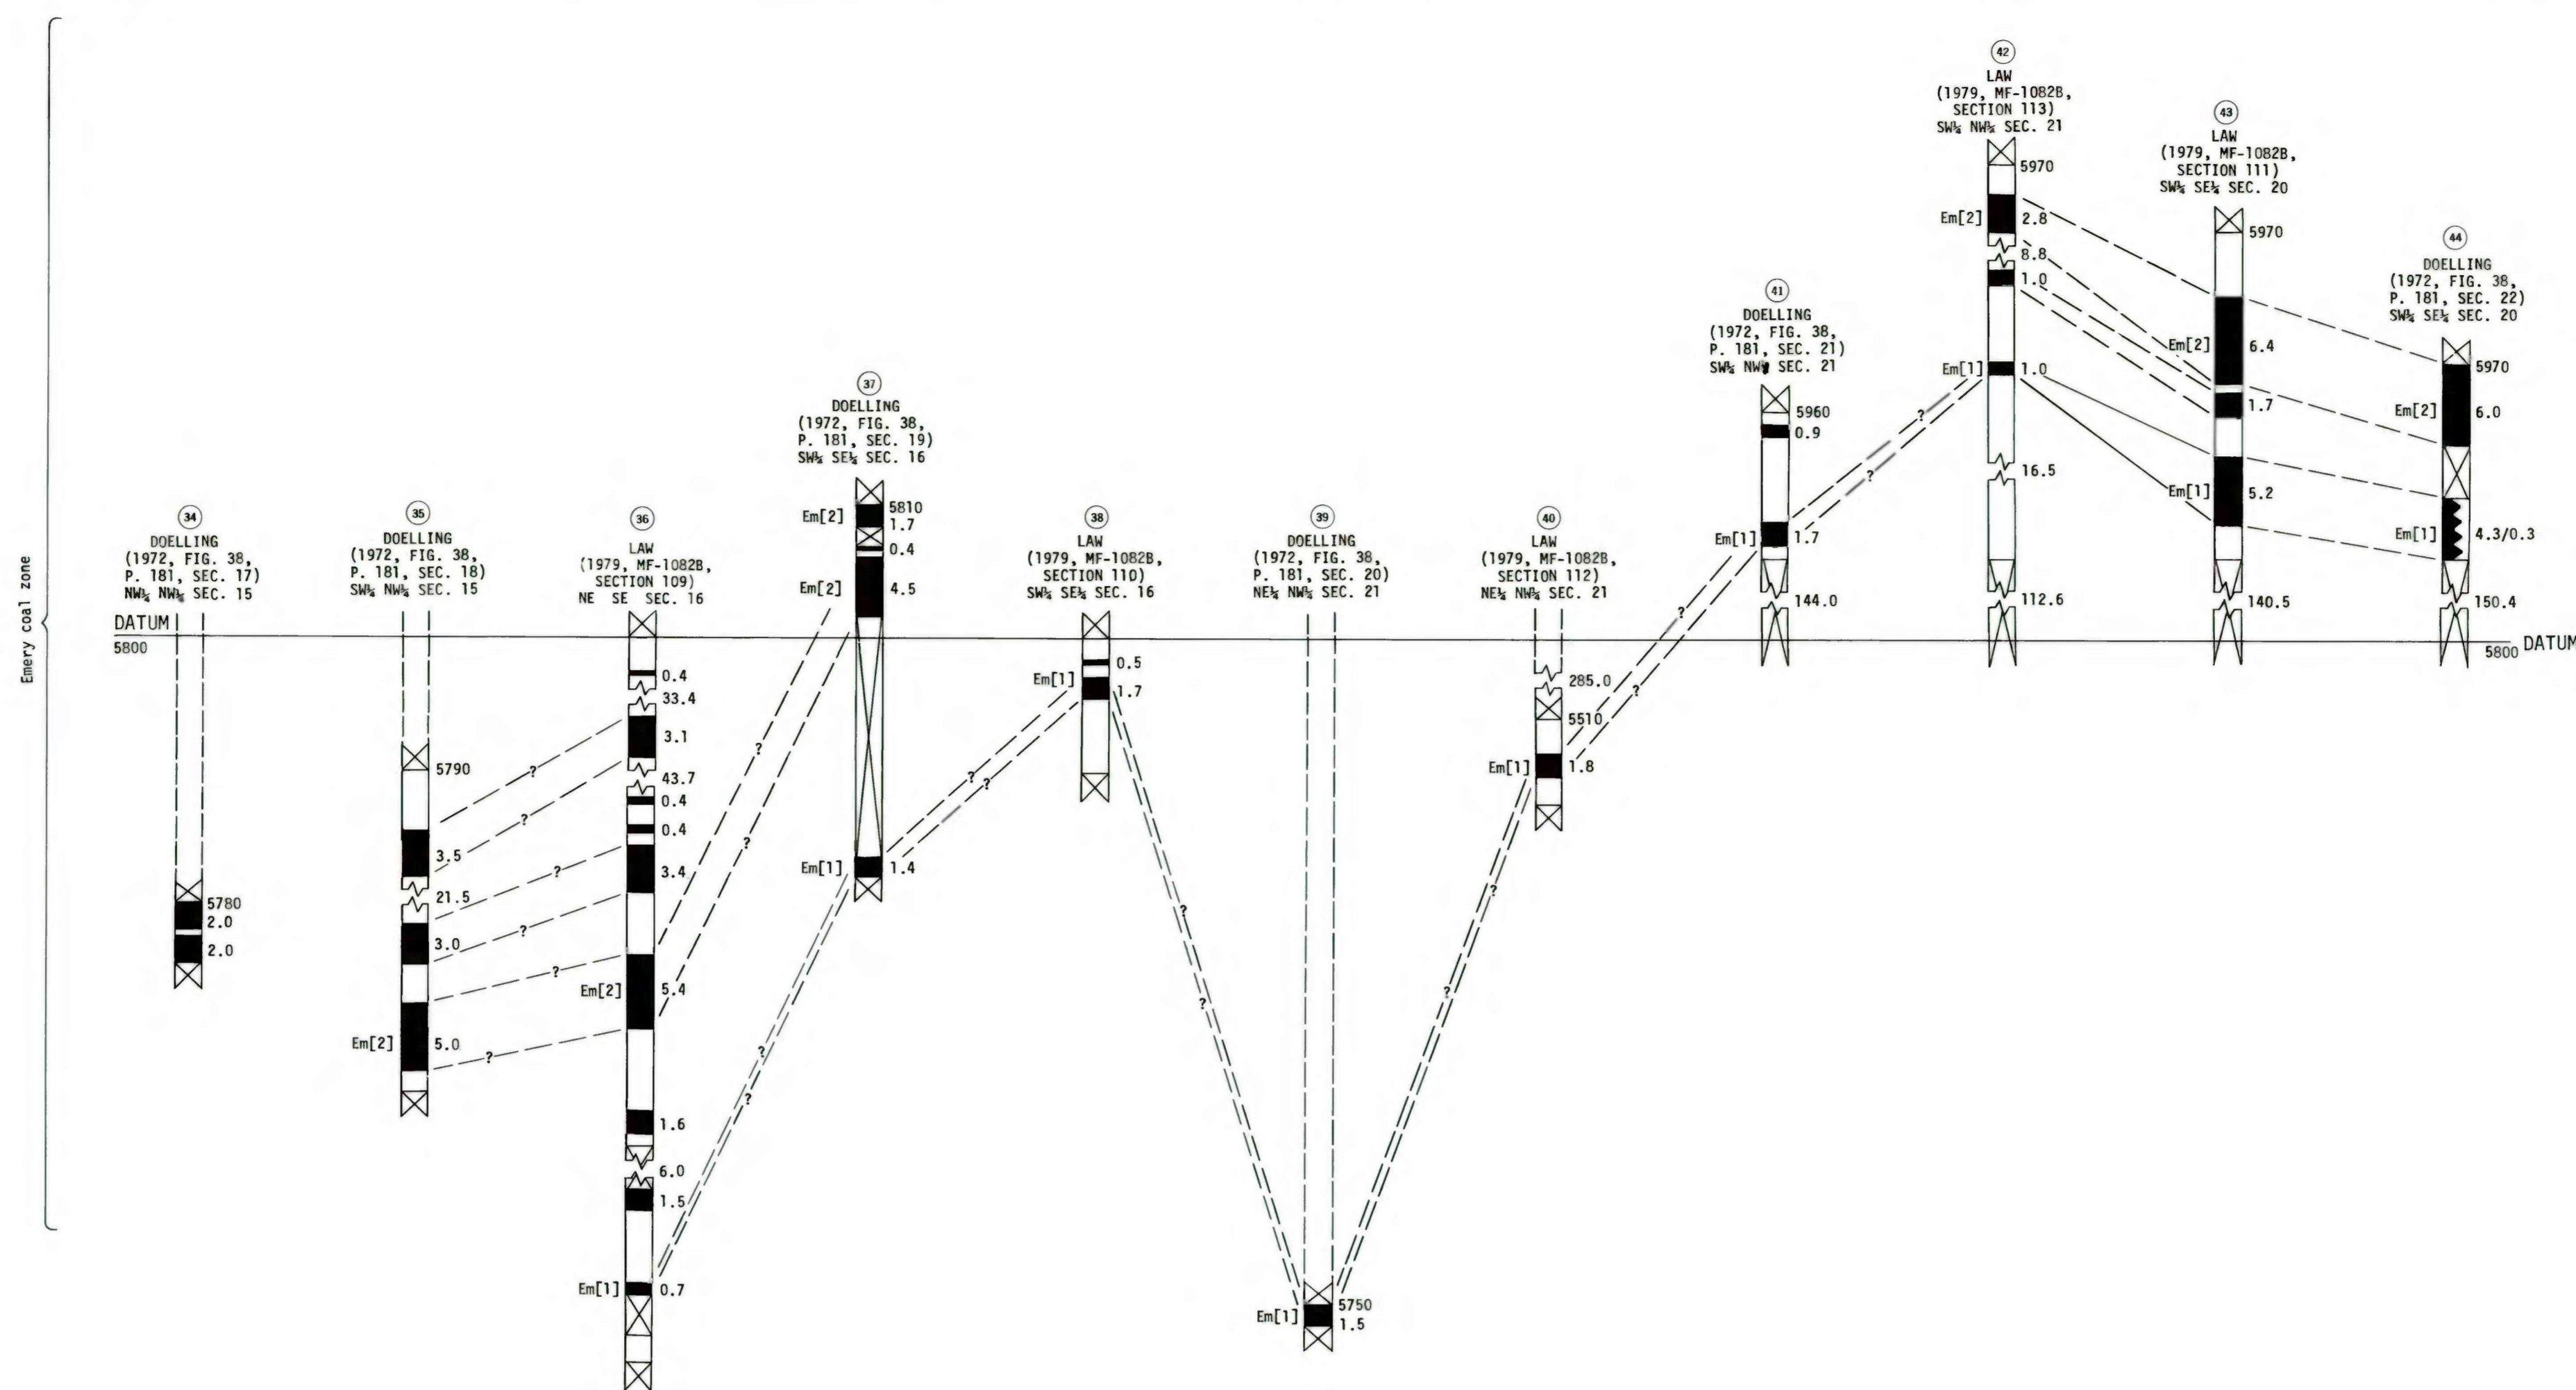 Emery coal zone
DATUM
5800
34
DOELLING
(1972, FIG. 38,
P. 181, SEC. 17)
NW¼ NW¼ SEC. 15
5780
2.0
2.0
35
DOELLING
(1972, FIG. 38,
P. 181, SEC. 18)
SW¼ NW¼ SEC. 15
5790
3.5
21.5
3.0
Em[2]
5.0
?
?
?
?
?
?
36
LAW
(1979, MF-1082B,
SECTION 109)
NE SE SEC. 16
0.4
33.4
3.1
43.7
0.4
0.4
3.4
Em[2]
5.4
1.6
6.0
1.5
Em[1]
0.7
?
?
?
?
37
DOELLING
(1972, FIG. 38,
P. 181, SEC. 19)
SW¼ SE¼ SEC. 16
5810
Em[2]
1.7
0.4
Em[2]
4.5
Em[1]
1.4
?
?
38
LAW
(1979, MF-1082B,
SECTION 110)
SW¼ SE¼ SEC. 16
0.5
Em[1]
1.7
?
?
39
DOELLING
(1972, FIG. 38,
P. 181, SEC. 20)
NE¼ NW¼ SEC. 21
5750
Em[1]
1.5
?
?
40
LAW
(1979, MF-1082B,
SECTION 112)
NE¼ NW¼ SEC. 21
285.0
5510
Em[1]
1.8
?
?
41
DOELLING
(1972, FIG. 38,
P. 181, SEC. 21)
SW¼ NW SEC. 21
5960
0.9
Em[1]
1.7
144.0
?
?
42
LAW
(1979, MF-1082B,
SECTION 113)
SW¼ NW¼ SEC. 21
5970
Em[2]
2.8
8.8
1.0
Em[1]
1.0
16.5
112.6
43
LAW
(1979, MF-1082B,
SECTION 111)
SW¼ SE¼ SEC. 20
5970
Em[2]
6.4
1.7
Em[1]
5.2
140.5
44
DOELLING
(1972, FIG. 38,
P. 181, SEC. 22)
SW¼ SE¼ SEC. 20
5970
Em[2]
6.0
Em[1]
4.3/0.3
150.4
5800
DATUM